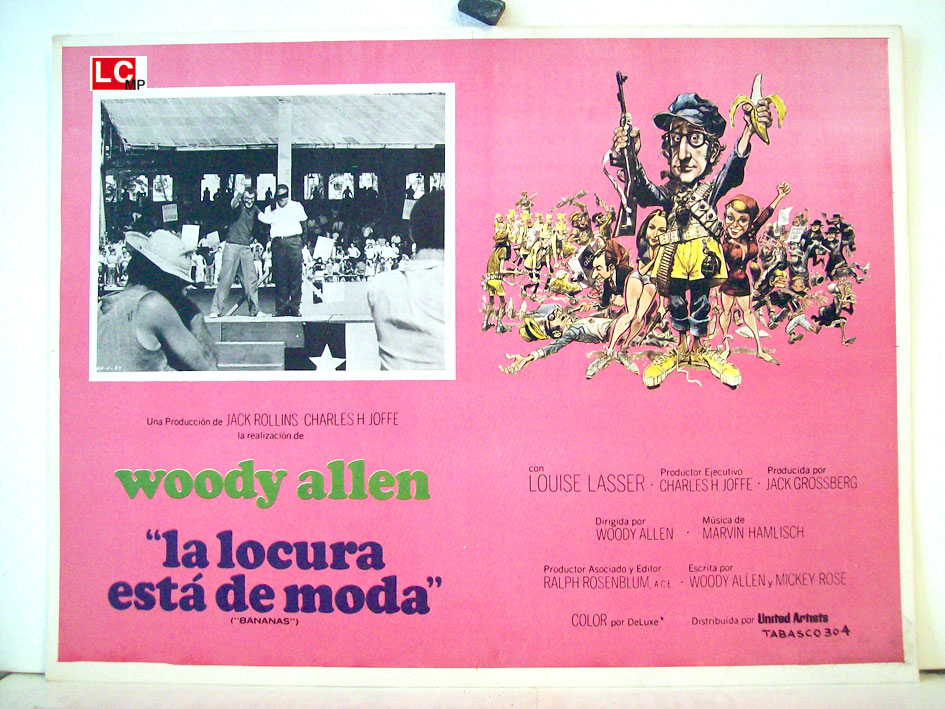 LC
MP
Una Producción de JACK ROLLINS · CHARLES H. JOFFE
la realización de
woody allen
"la locura
está de moda"
("BANANAS")
con
LOUISE LASSER · Productor Ejecutivo CHARLES H. JOFFE · Producida por JACK GROSSBERG
Dirigida por WOODY ALLEN · Música de MARVIN HAMLISCH
Productor Asociado y Editor RALPH ROSENBLUM, A.C.E. · Escrita por WOODY ALLEN y MICKEY ROSE
COLOR por DeLuxe® Distribuida por United Artists
TABASCO 304